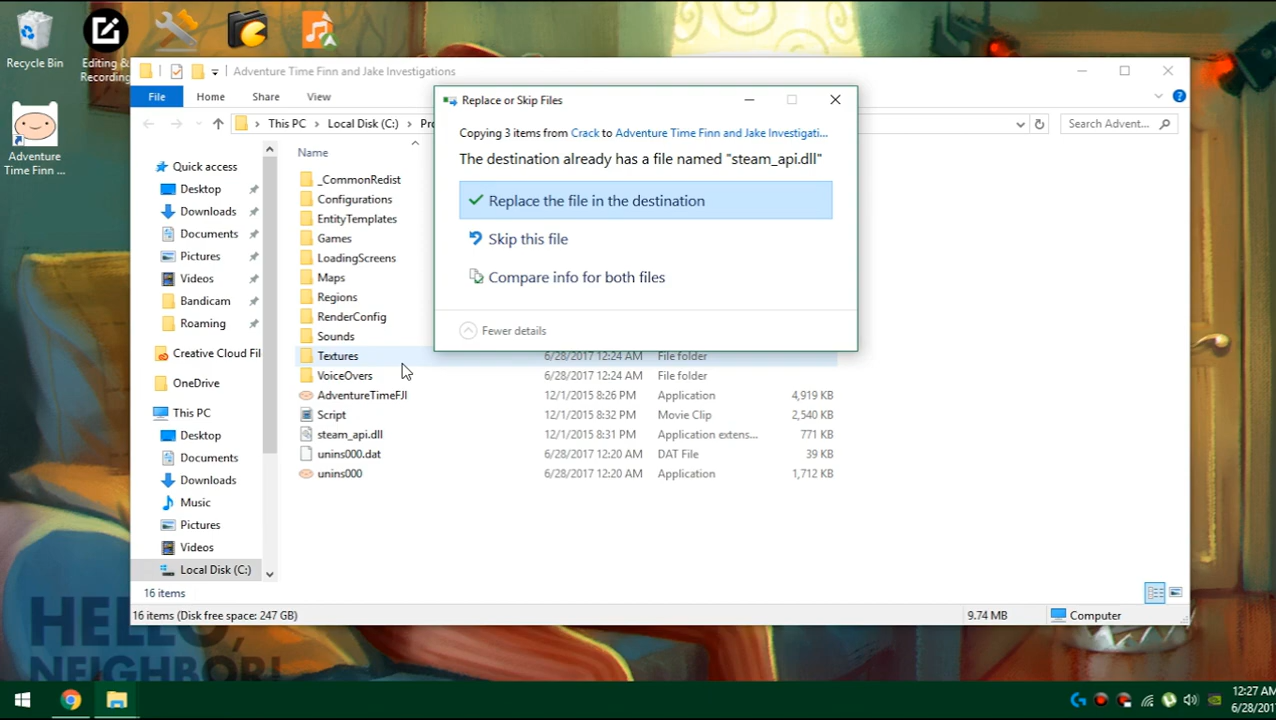 Recycle Bin
Editing &
Recording
Adventure
Time Finn ...
Adventure Time Finn and Jake Investigations
File
Home
Share
View
This PC
Local Disk (C:)
Pro
Search Advent...
Quick access
Desktop
Downloads
Documents
Pictures
Videos
Bandicam
Roaming
Creative Cloud Fil
OneDrive
This PC
Desktop
Documents
Downloads
Music
Pictures
Videos
Local Disk (C:)
Name
_CommonRedist
Configurations
EntityTemplates
Games
LoadingScreens
Maps
Regions
RenderConfig
Sounds
Textures 6/28/2017 12:24 AM File folder
VoiceOvers 6/28/2017 12:24 AM File folder
AdventureTimeFJI 12/1/2015 8:26 PM Application 4,919 KB
Script 12/1/2015 8:32 PM Movie Clip 2,540 KB
steam_api.dll 12/1/2015 8:31 PM Application extens... 771 KB
unins000.dat 6/28/2017 12:20 AM DAT File 39 KB
unins000 6/28/2017 12:20 AM Application 1,712 KB
Replace or Skip Files
Copying 3 items from Crack to Adventure Time Finn and Jake Investigati...
The destination already has a file named "steam_api.dll"
Replace the file in the destination
Skip this file
Compare info for both files
Fewer details
16 items
16 items (Disk free space: 247 GB)
9.74 MB
Computer
HELLO,
NEIGHBOR!
12:27 AM
6/28/2017